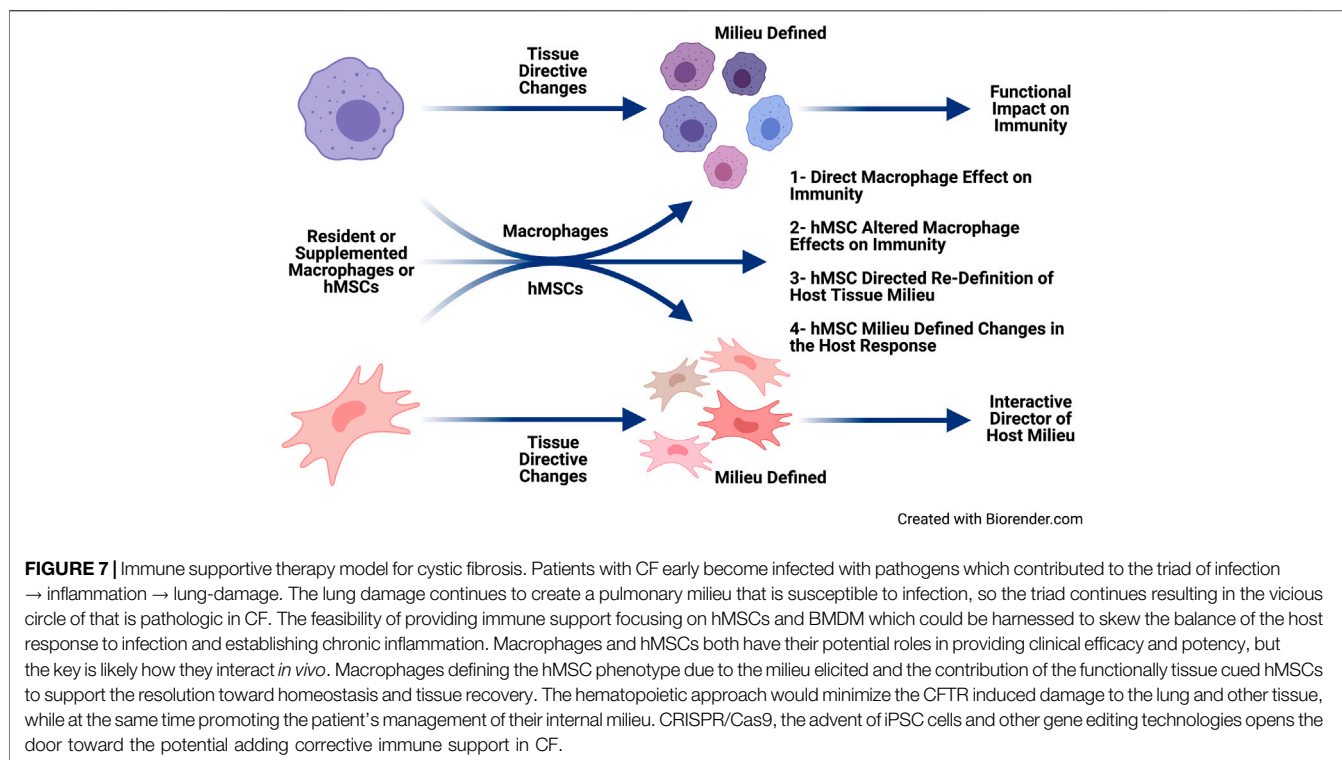 Milieu Defined
Tissue
Directive
Changes
Functional
Impact on
Immunity
Resident or
Supplemented
Macrophages or
hMSCs
Macrophages
hMSCs
1- Direct Macrophage Effect on
Immunity
2- hMSC Altered Macrophage
Effects on Immunity
3- hMSC Directed Re-Definition of
Host Tissue Milieu
4- hMSC Milieu Defined Changes in
the Host Response
Tissue
Directive
Changes
Milieu Defined
Interactive
Director of
Host Milieu
Created with Biorender.com
FIGURE 7 | Immune supportive therapy model for cystic fibrosis. Patients with CF early become infected with pathogens which contributed to the triad of infection
→ inflammation → lung-damage. The lung damage continues to create a pulmonary milieu that is susceptible to infection, so the triad continues resulting in the vicious
circle of that is pathologic in CF. The feasibility of providing immune support focusing on hMSCs and BMDM which could be harnessed to skew the balance of the host
response to infection and establishing chronic inflammation. Macrophages and hMSCs both have their potential roles in providing clinical efficacy and potency, but
the key is likely how they interact in vivo. Macrophages defining the hMSC phenotype due to the milieu elicited and the contribution of the functionally tissue cued hMSCs
to support the resolution toward homeostasis and tissue recovery. The hematopoietic approach would minimize the CFTR induced damage to the lung and other tissue,
while at the same time promoting the patient's management of their internal milieu. CRISPR/Cas9, the advent of iPSC cells and other gene editing technologies opens the
door toward the potential adding corrective immune support in CF.